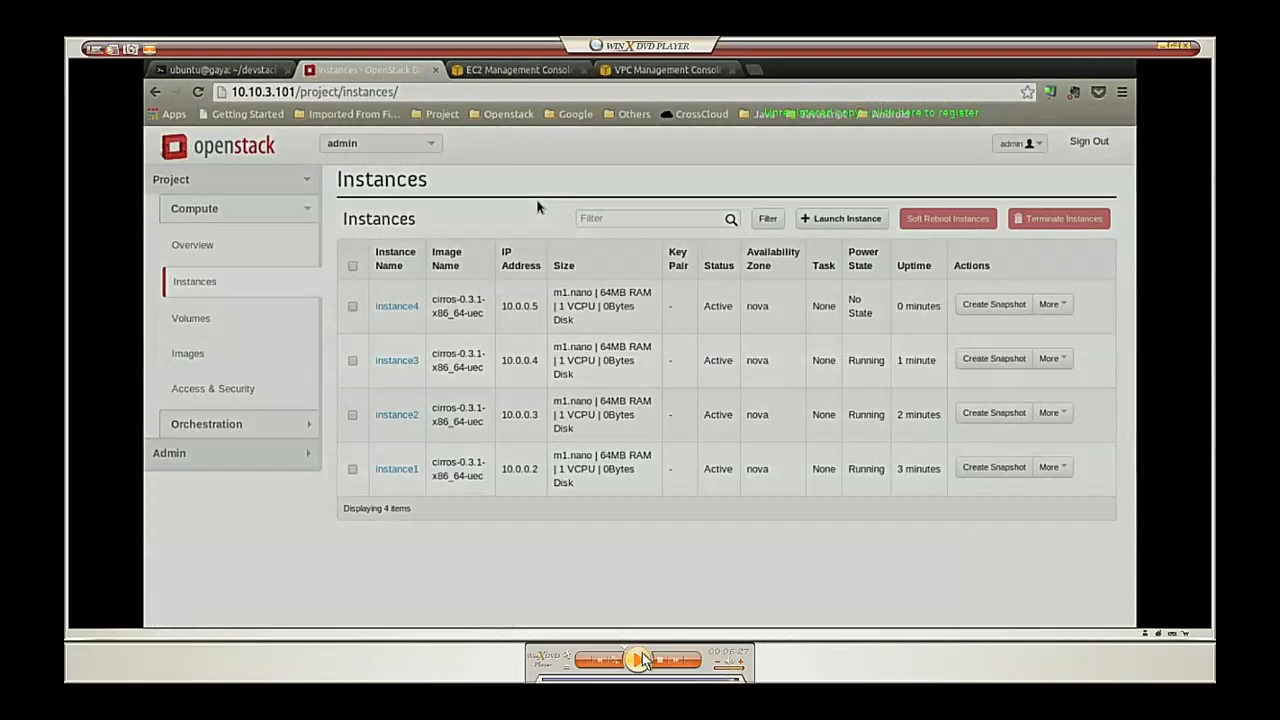 WINXDVD PLAYER
ubuntu@gaya: ~/devstac
Instances - OpenStack D
EC2 Management Consol
VPC Management Consol
10.10.3.101/project/instances/
Apps
Getting Started
Imported From Fi...
Project
Openstack
Google
Others
CrossCloud
openstack
admin
admin
Sign Out
Project
Compute
Overview
Instances
Volumes
Images
Access & Security
Orchestration
Admin
Instances
Instances
Filter
Filter
+ Launch Instance
Soft Reboot Instances
Terminate Instances
Instance Name Image Name IP Address Size Key Pair Status Availability Zone Task Power State Uptime Actions
instance4 cirros-0.3.1-x86_64-uec 10.0.0.5 m1.nano | 64MB RAM | 1 VCPU | 0Bytes Disk - Active nova None No State 0 minutes Create Snapshot More
instance3 cirros-0.3.1-x86_64-uec 10.0.0.4 m1.nano | 64MB RAM | 1 VCPU | 0Bytes Disk - Active nova None Running 1 minute Create Snapshot More
instance2 cirros-0.3.1-x86_64-uec 10.0.0.3 m1.nano | 64MB RAM | 1 VCPU | 0Bytes Disk - Active nova None Running 2 minutes Create Snapshot More
instance1 cirros-0.3.1-x86_64-uec 10.0.0.2 m1.nano | 64MB RAM | 1 VCPU | 0Bytes Disk - Active nova None Running 3 minutes Create Snapshot More
Displaying 4 items
WINXDVD
Player
00:06:27